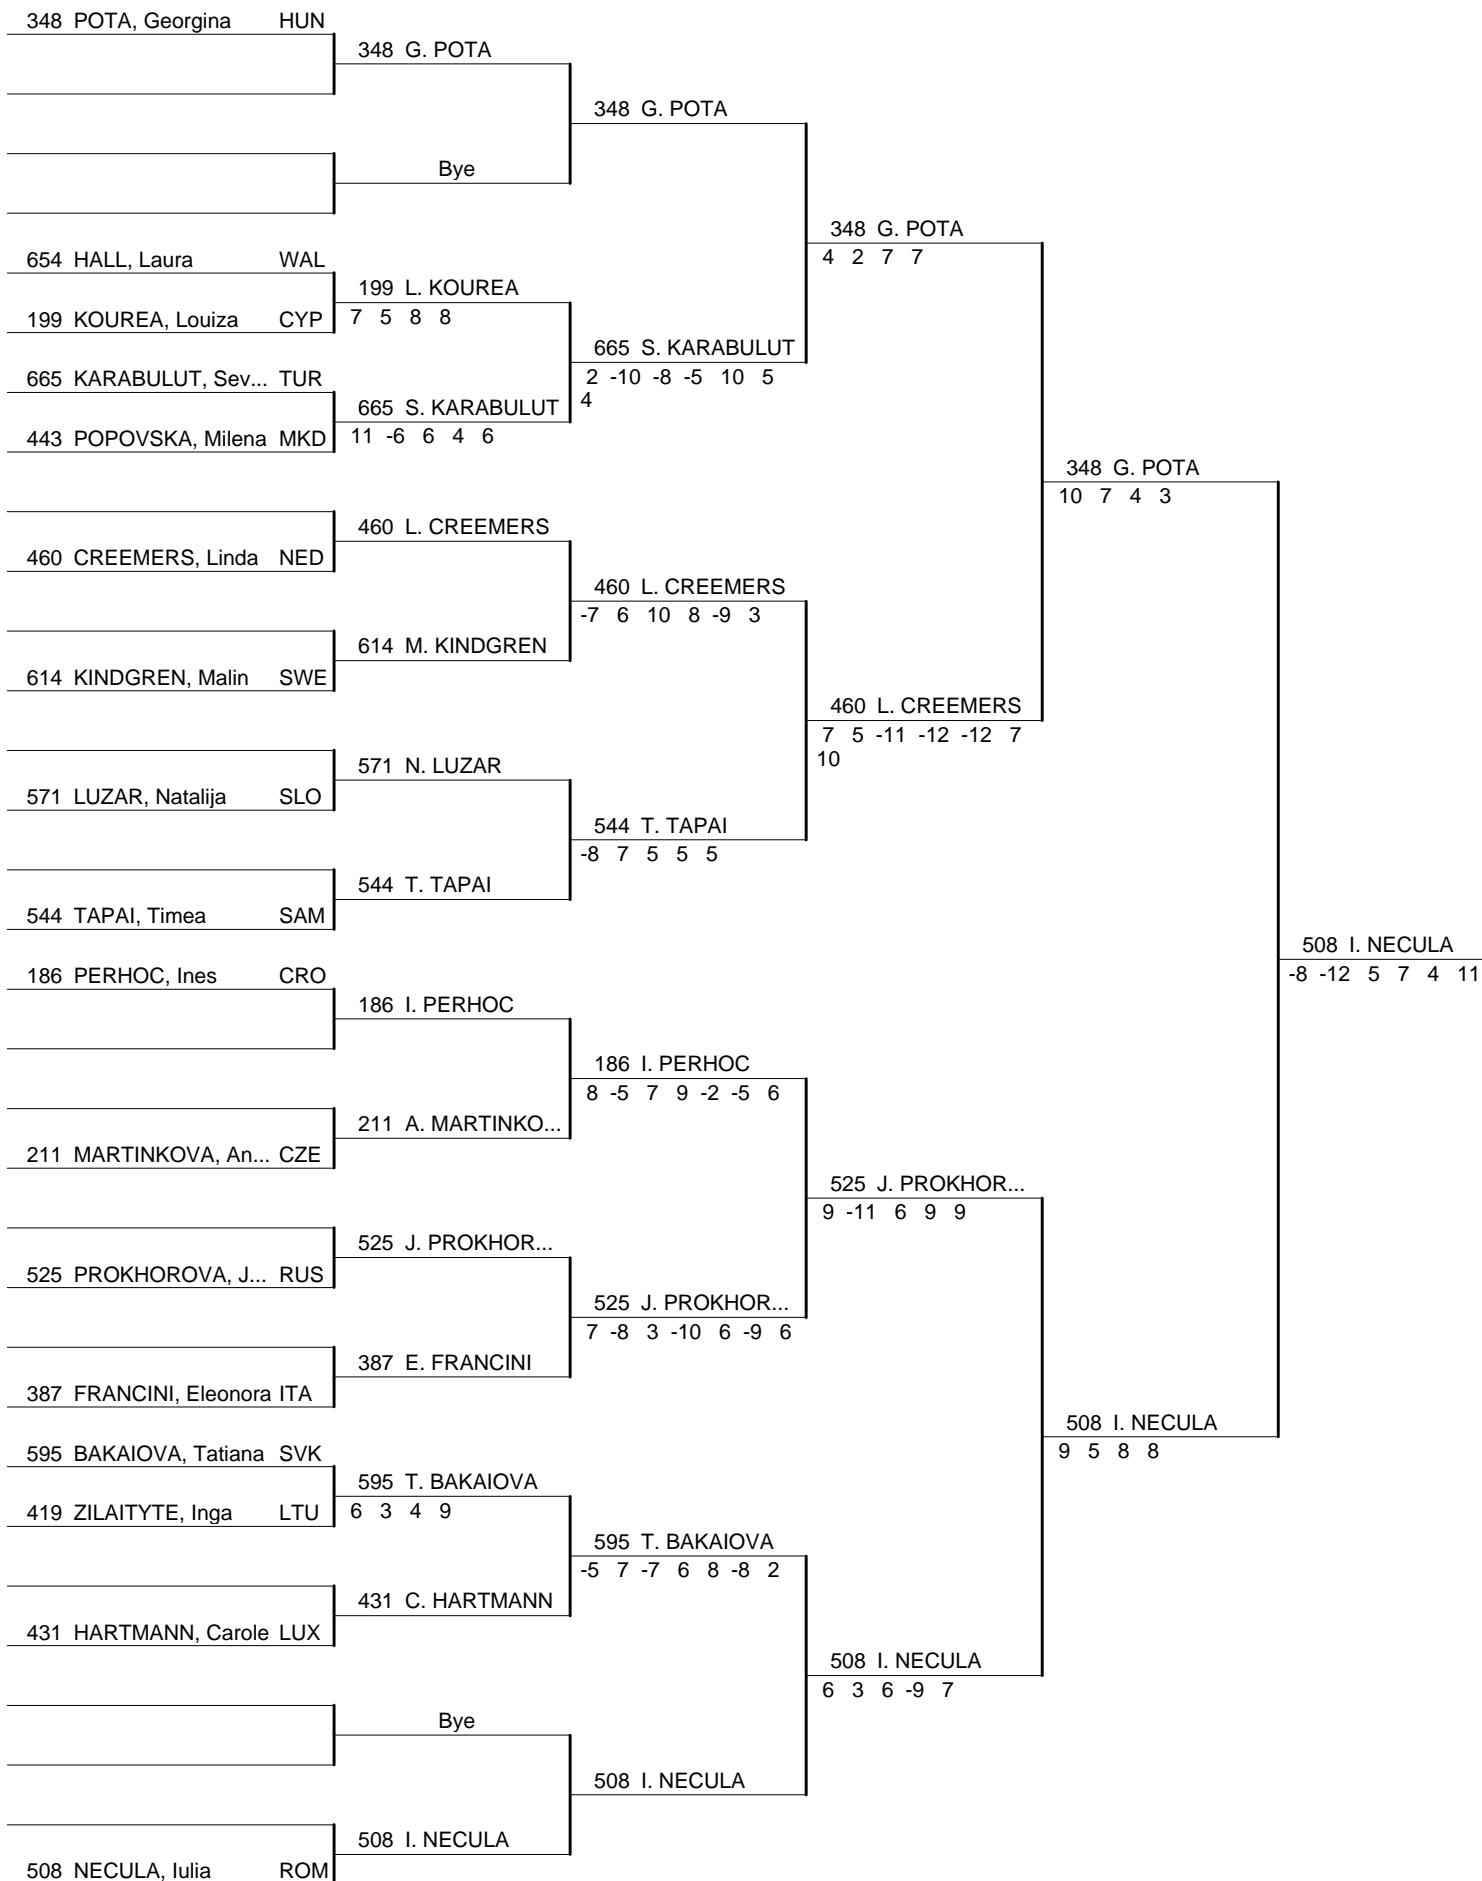 348 POTA, Georgina HUN
348 G. POTA
348 G. POTA
Bye
348 G. POTA
4 2 7 7
654 HALL, Laura WAL
199 L. KOUREA
7 5 8 8
199 KOUREA, Louiza CYP
665 S. KARABULUT
2 -10 -8 -5 10 5
4
665 KARABULUT, Sev... TUR
665 S. KARABULUT
11 -6 6 4 6
443 POPOVSKA, Milena MKD
348 G. POTA
10 7 4 3
460 L. CREEMERS
460 CREEMERS, Linda NED
460 L. CREEMERS
-7 6 10 8 -9 3
614 M. KINDGREN
614 KINDGREN, Malin SWE
460 L. CREEMERS
7 5 -11 -12 -12 7
10
571 N. LUZAR
571 LUZAR, Natalija SLO
544 T. TAPAI
-8 7 5 5 5
544 T. TAPAI
544 TAPAI, Timea SAM
508 I. NECULA
-8 -12 5 7 4 11
186 PERHOC, Ines CRO
186 I. PERHOC
186 I. PERHOC
8 -5 7 9 -2 -5 6
211 A. MARTINKO...
211 MARTINKOVA, An... CZE
525 J. PROKHOR...
9 -11 6 9 9
525 J. PROKHOR...
525 PROKHOROVA, J... RUS
525 J. PROKHOR...
7 -8 3 -10 6 -9 6
387 E. FRANCINI
387 FRANCINI, Eleonora ITA
508 I. NECULA
9 5 8 8
595 BAKAIOVA, Tatiana SVK
595 T. BAKAIOVA
6 3 4 9
419 ZILAITYTE, Inga LTU
595 T. BAKAIOVA
-5 7 -7 6 8 -8 2
431 C. HARTMANN
431 HARTMANN, Carole LUX
508 I. NECULA
6 3 6 -9 7
Bye
508 I. NECULA
508 I. NECULA
508 NECULA, Iulia ROM